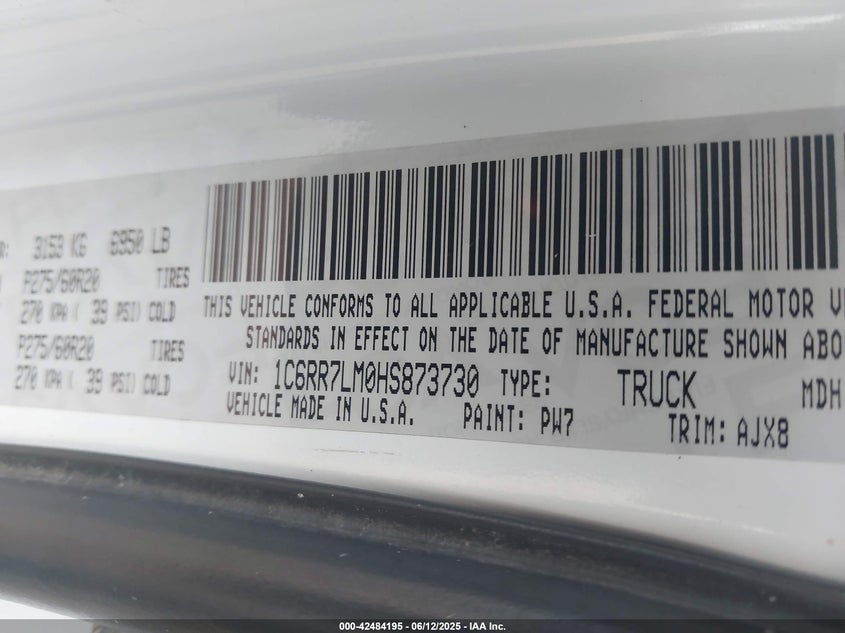 R: 3153 KG 6950 LB
P275/60R20 TIRES
270 KPA ( 39 PSI) COLD
P275/60R20 TIRES
270 KPA ( 39 PSI) COLD
THIS VEHICLE CONFORMS TO ALL APPLICABLE U.S.A. FEDERAL MOTOR VE
STANDARDS IN EFFECT ON THE DATE OF MANUFACTURE SHOWN ABO
VIN: 1C6RR7LM0HS873730 TYPE: TRUCK MDH
VEHICLE MADE IN U.S.A. PAINT: PW7 TRIM: AJX8
000-42484195 - 06/12/2025 - IAA Inc.